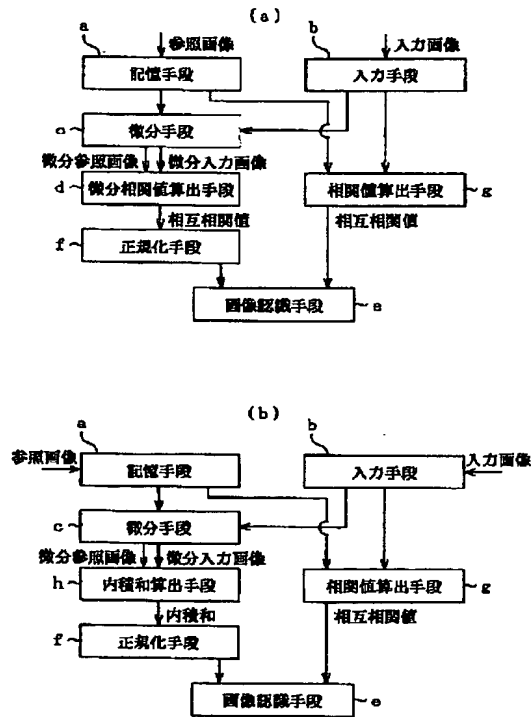 (a)
a
b
参照画像
入力画像
記憶手段
入力手段
c
微分手段
微分参照画像
微分入力画像
d
微分相関値算出手段
相関値算出手段
g
相互相関値
相互相関値
f
正規化手段
画像認識手段
e
(b)
a
b
参照画像
記憶手段
入力手段
入力画像
c
微分手段
微分参照画像
微分入力画像
h
内積和算出手段
相関値算出手段
g
内積和
相互相関値
f
正規化手段
画像認識手段
e